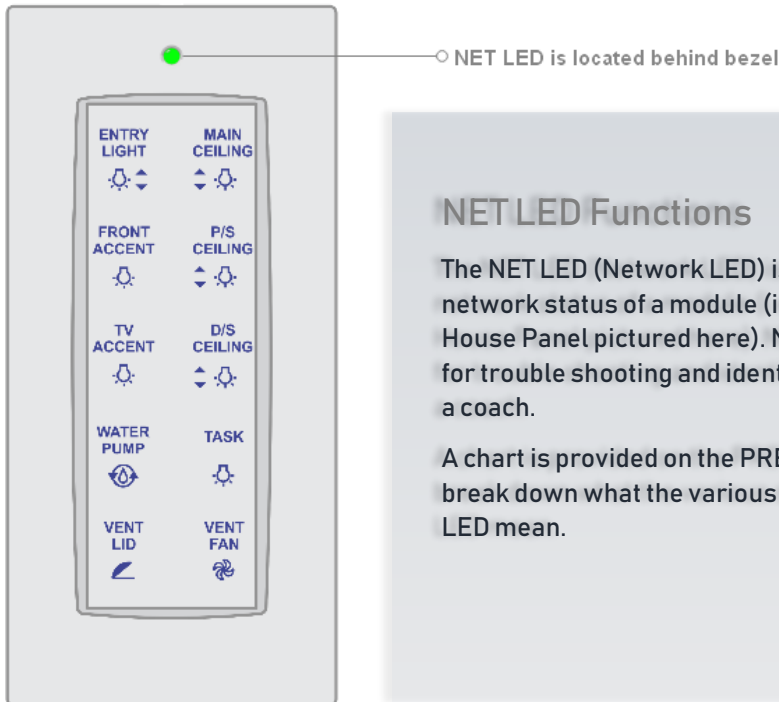 NET LED is located behind bezel
ENTRY LIGHT
MAIN CEILING
FRONT ACCENT
P/S CEILING
TV ACCENT
D/S CEILING
WATER PUMP
TASK
VENT LID
VENT FAN
NET LED Functions
The NET LED (Network LED) i
network status of a module (i
House Panel pictured here). N
for trouble shooting and ident
a coach.
A chart is provided on the PRE
break down what the various
LED mean.